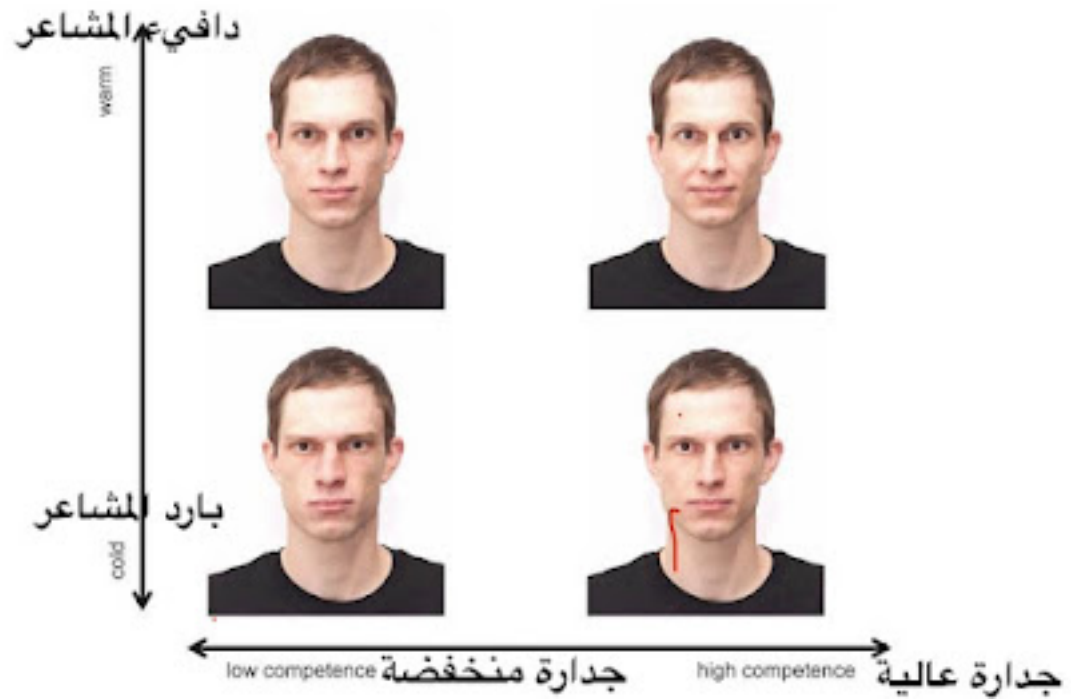 دافيء المشاعر
warm
بارد المشاعر
cold
low competence جدارة منخفضة
high competence جدارة عالية